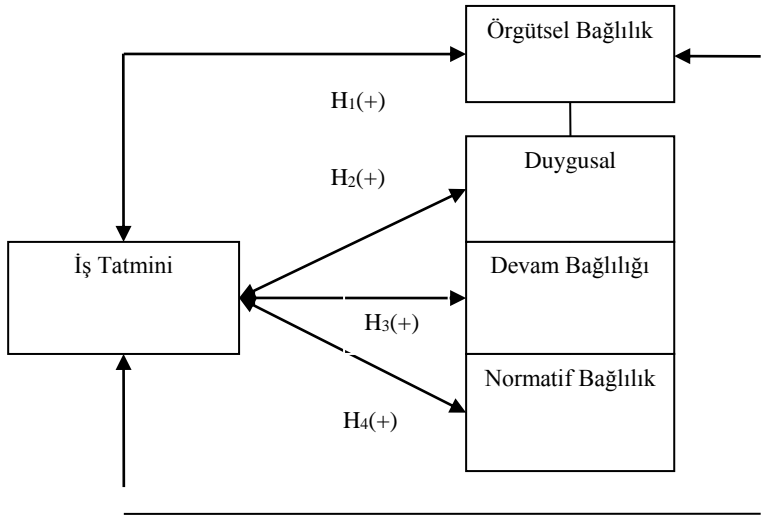 Örgütsel Bağlılık
H₁(+)
H₂(+)
Duygusal
İş Tatmini
Devam Bağlılığı
H₃(+)
Normatif Bağlılık
H₄(+)